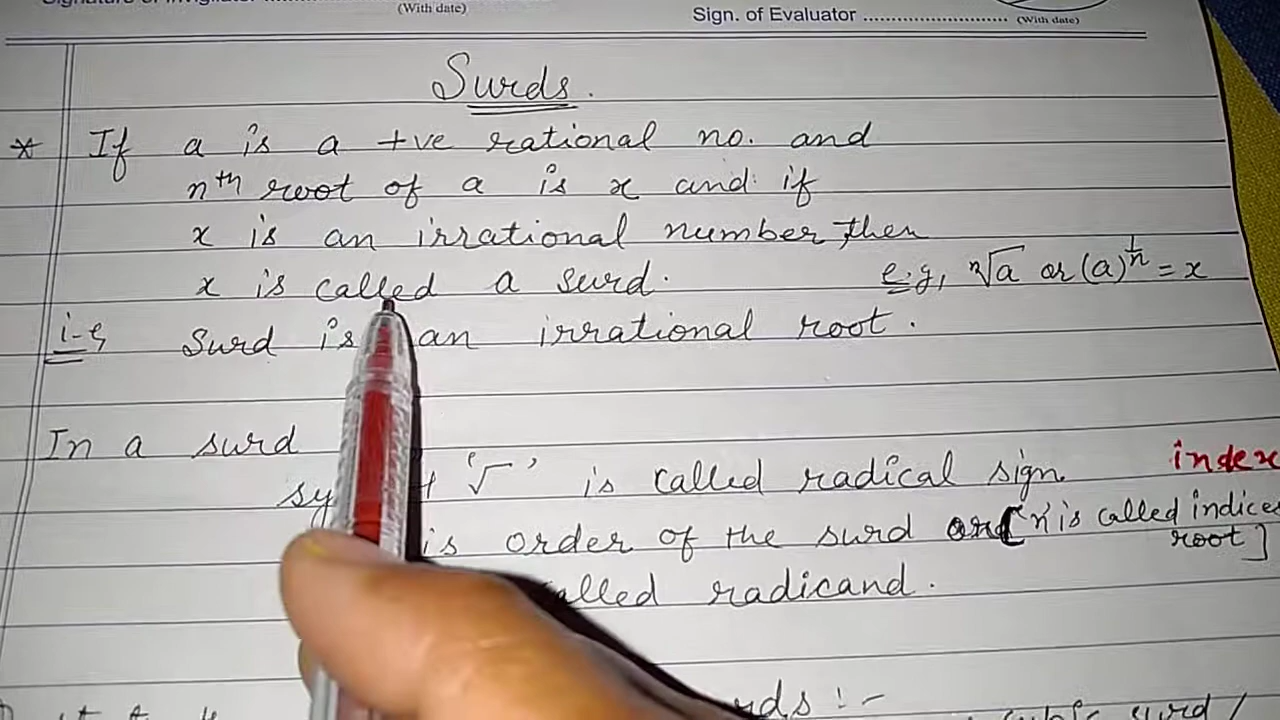 (With date)
Sign. of Evaluator ............................ (With date)
Surds.
* If a is a +ve rational no. and
nth root of a is x and if
x is an irrational number, then
x is called a surd. e.g, ⁿ√a or (a)^1/n = x
i-e Surd is an irrational root.
In a surd
'√ ' is called radical sign.
index
is order of the surd or ['n' is called indices
root]
called radicand.